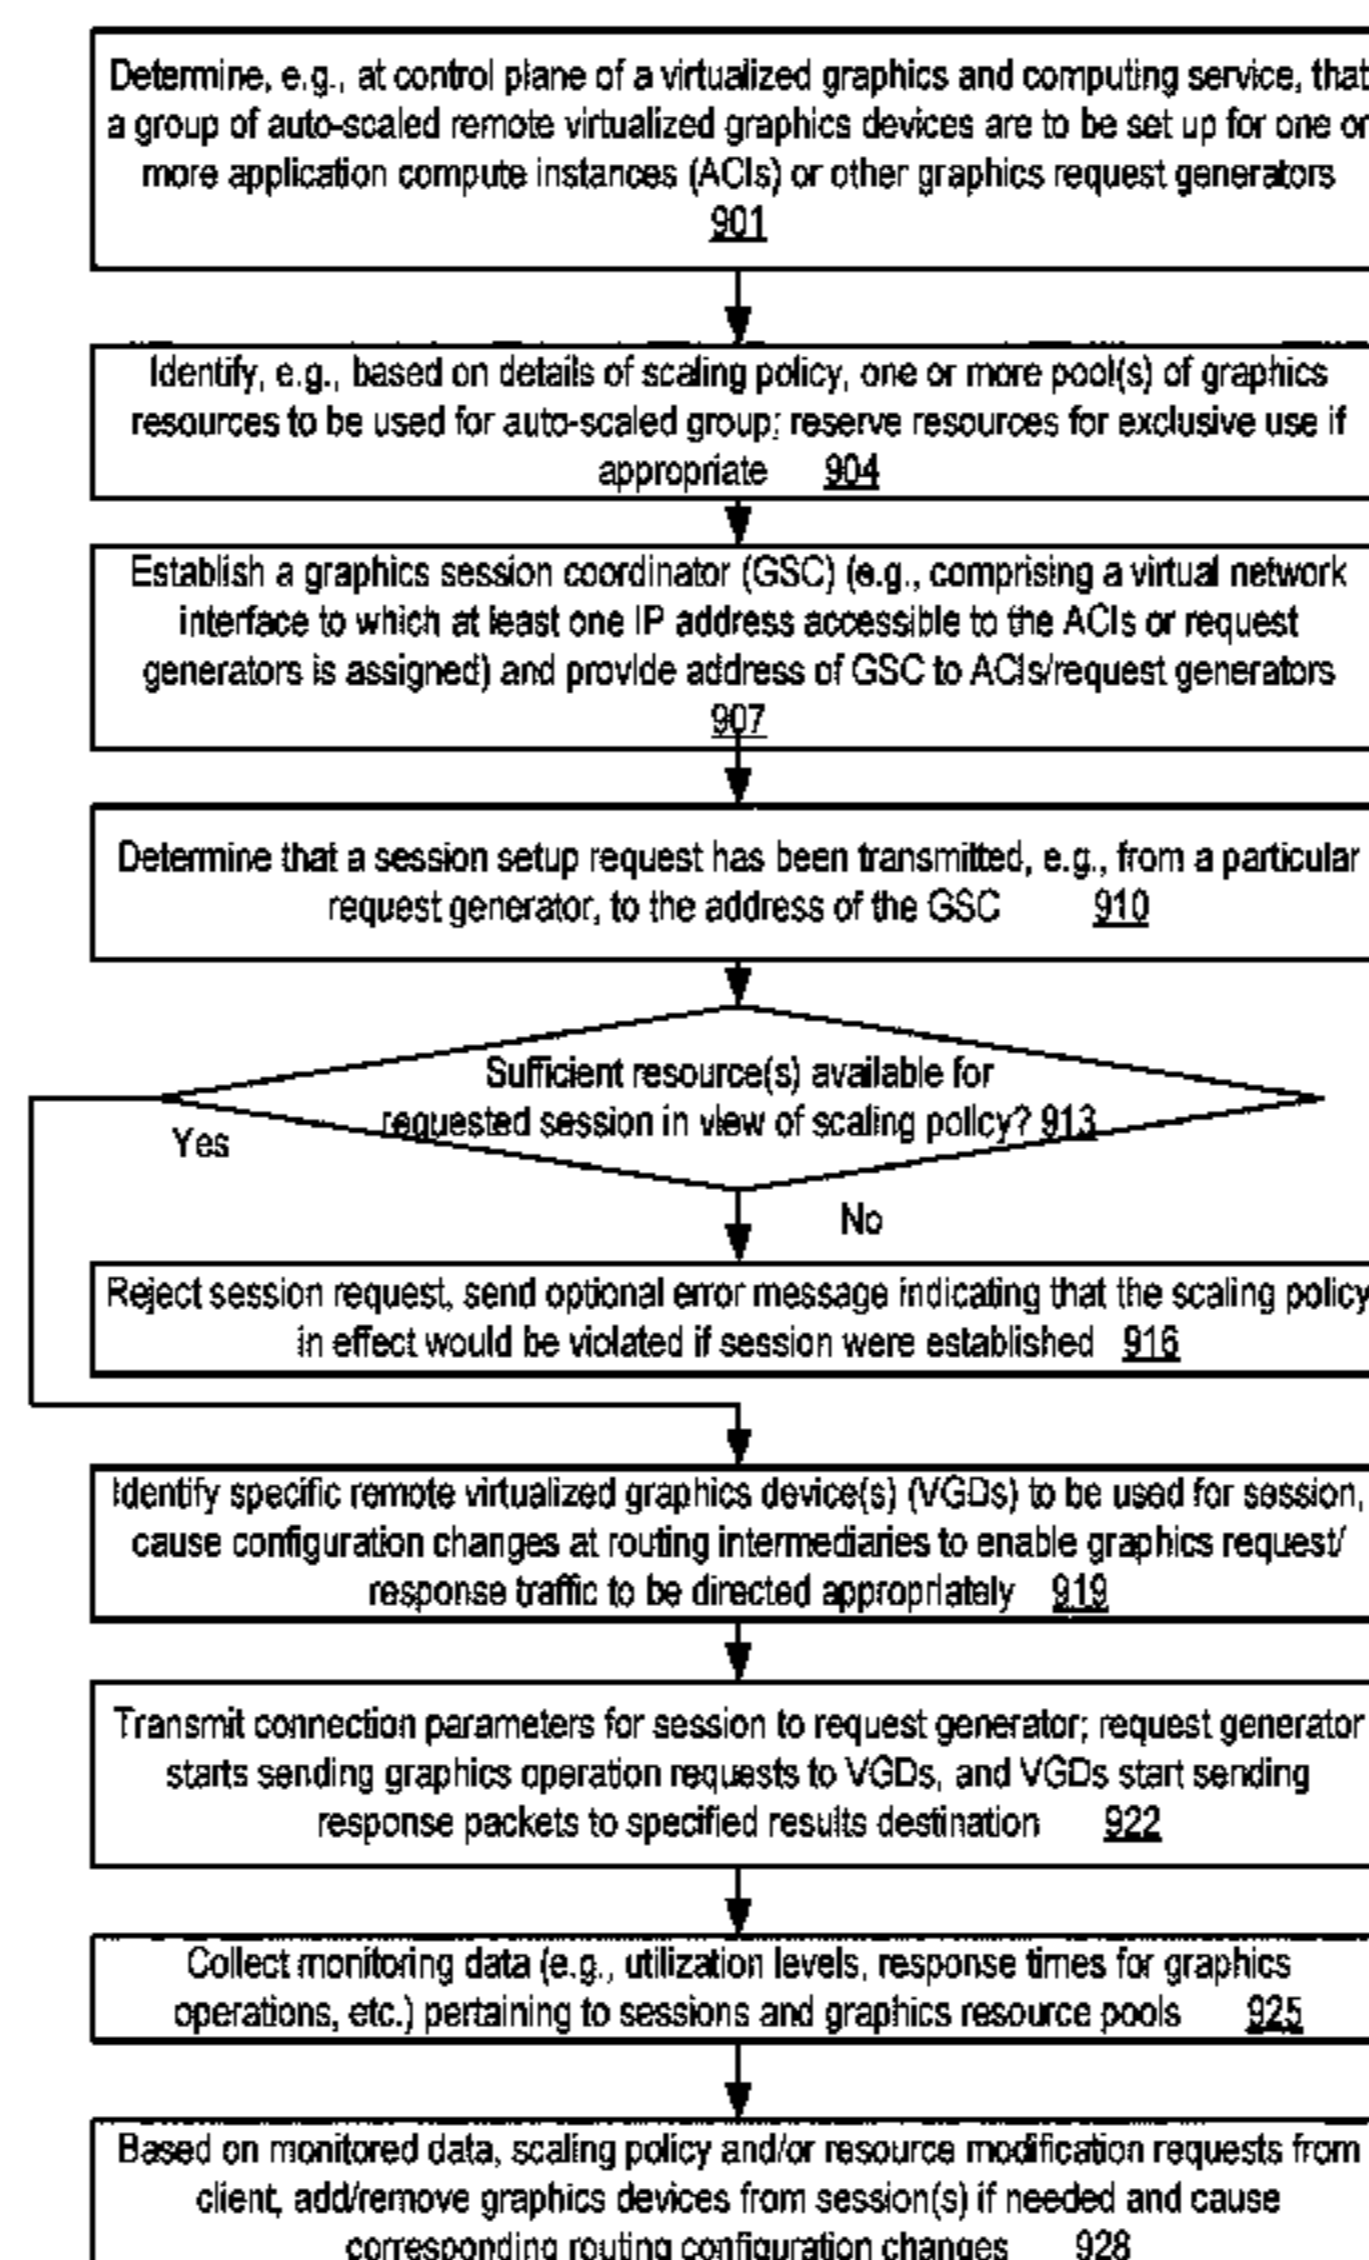 Determine, e.g., at control plane of a virtualized graphics and computing service, that
a group of auto-scaled remote virtualized graphics devices are to be set up for one or
more application compute instances (ACIs) or other graphics request generators
901
Identify, e.g., based on details of scaling policy, one or more pool(s) of graphics
resources to be used for auto-scaled group; reserve resources for exclusive use if
appropriate 904
Establish a graphics session coordinator (GSC) (e.g., comprising a virtual network
interface to which at least one IP address accessible to the ACIs or request
generators is assigned) and provide address of GSC to ACIs/request generators
907
Determine that a session setup request has been transmitted, e.g., from a particular
request generator, to the address of the GSC 910
Sufficient resource(s) available for
requested session in view of scaling policy? 913
Yes
No
Reject session request, send optional error message indicating that the scaling policy
in effect would be violated if session were established 916
Identify specific remote virtualized graphics device(s) (VGDs) to be used for session,
cause configuration changes at routing intermediaries to enable graphics request/
response traffic to be directed appropriately 919
Transmit connection parameters for session to request generator; request generator
starts sending graphics operation requests to VGDs, and VGDs start sending
response packets to specified results destination 922
Collect monitoring data (e.g., utilization levels, response times for graphics
operations, etc.) pertaining to sessions and graphics resource pools 925
Based on monitored data, scaling policy and/or resource modification requests from
client, add/remove graphics devices from session(s) if needed and cause
corresponding routing configuration changes 928